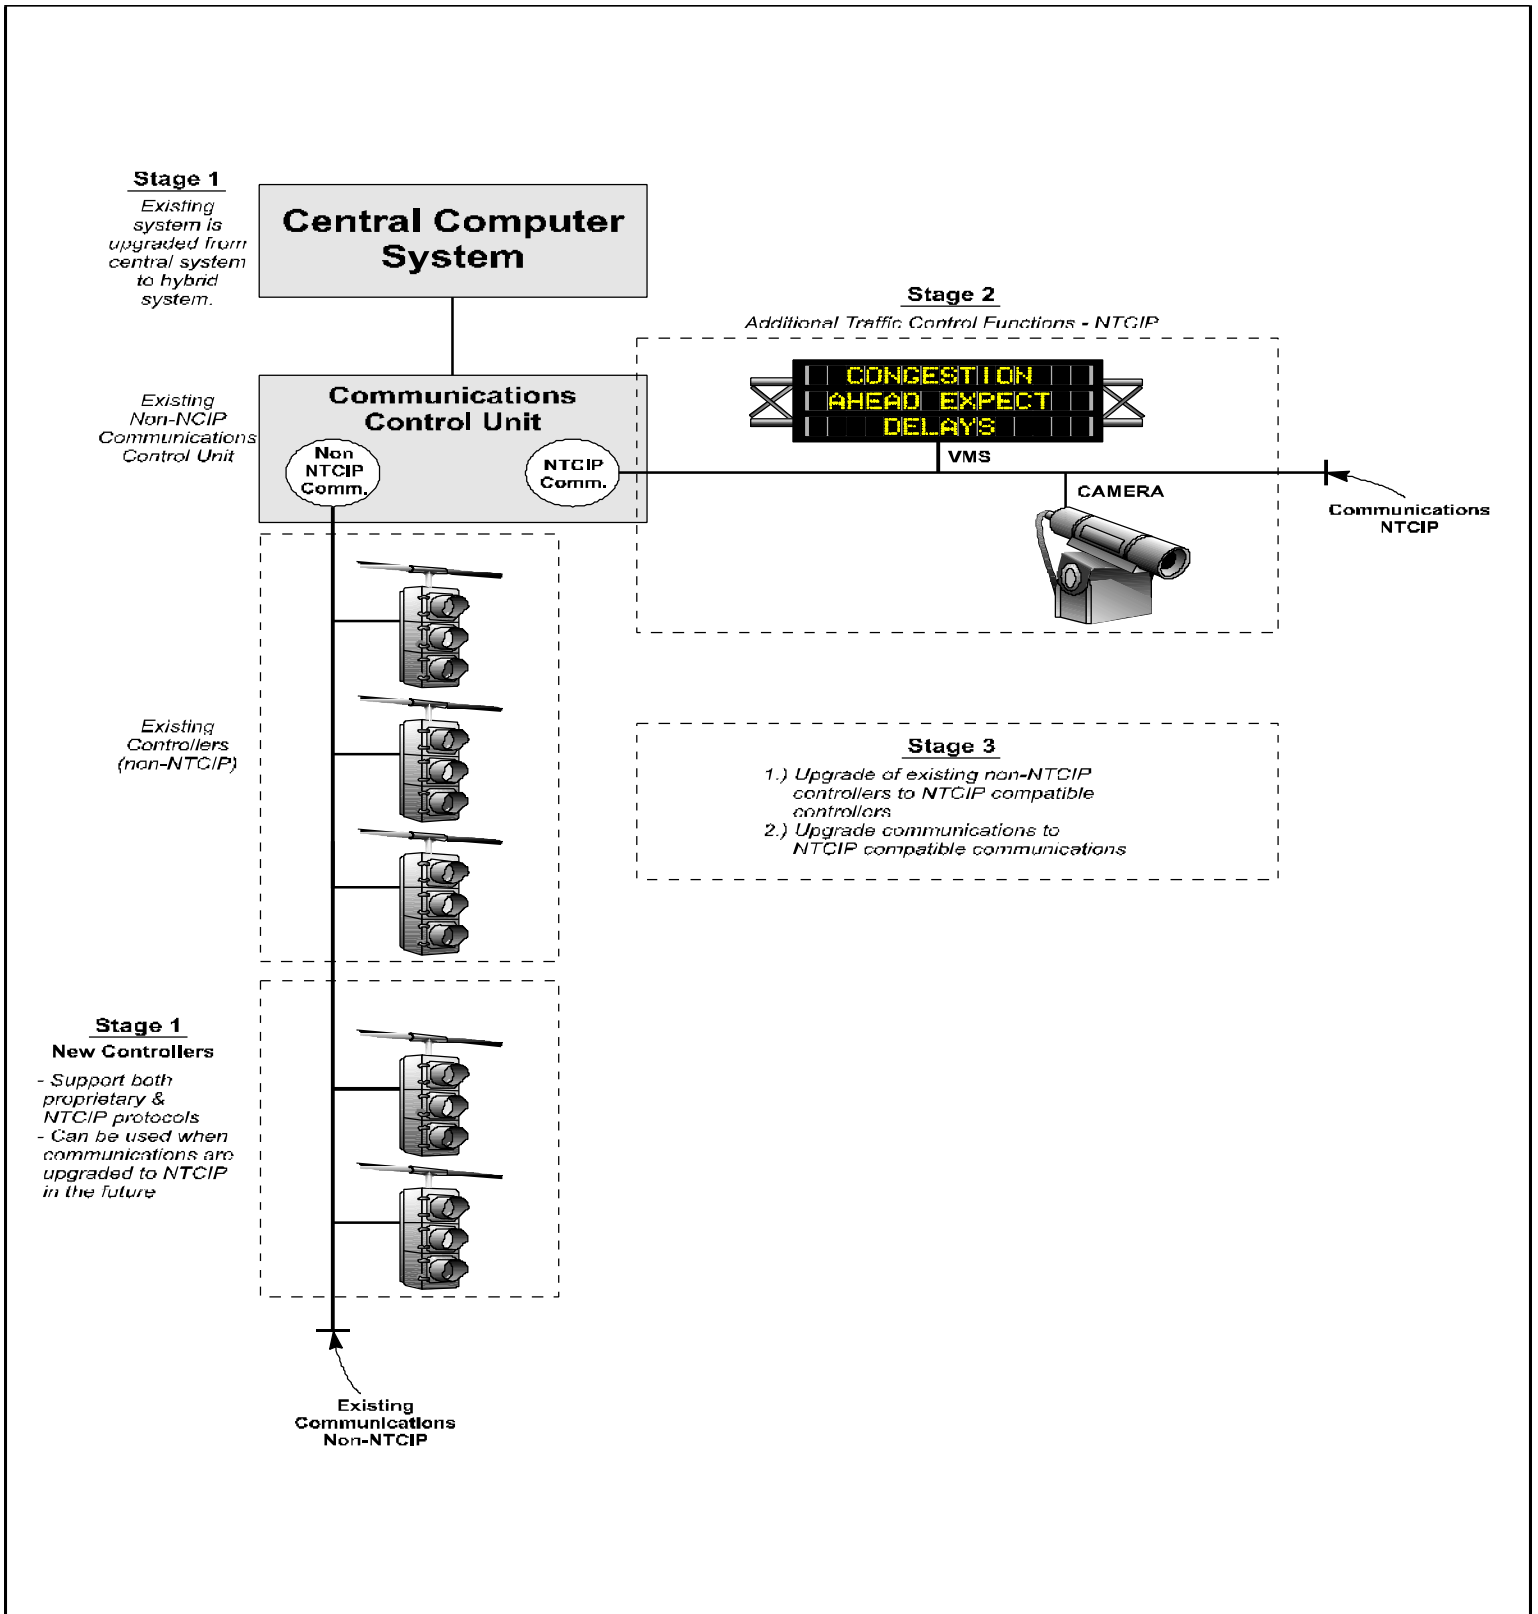 Stage 1
Existing
system is
upgraded from
central system
to hybrid
system.
Central Computer
System
Stage 2
Additional Traffic Control Functions - NTCIP
CONGESTION
AHEAD EXPECT
DELAYS
VMS
CAMERA
Communications
NTCIP
Existing
Non-NCIP
Communications
Control Unit
Communications
Control Unit
Non
NTCIP
Comm.
NTCIP
Comm.
Existing
Controllers
(non-NTCIP)
Stage 3
1.) Upgrade of existing non-NTCIP
controllers to NTCIP compatible
controllers
2.) Upgrade communications to
NTCIP compatible communications
Stage 1
New Controllers
- Support both
proprietary &
NTCIP protocols
- Can be used when
communications are
upgraded to NTCIP
in the future
Existing
Communications
Non-NTCIP